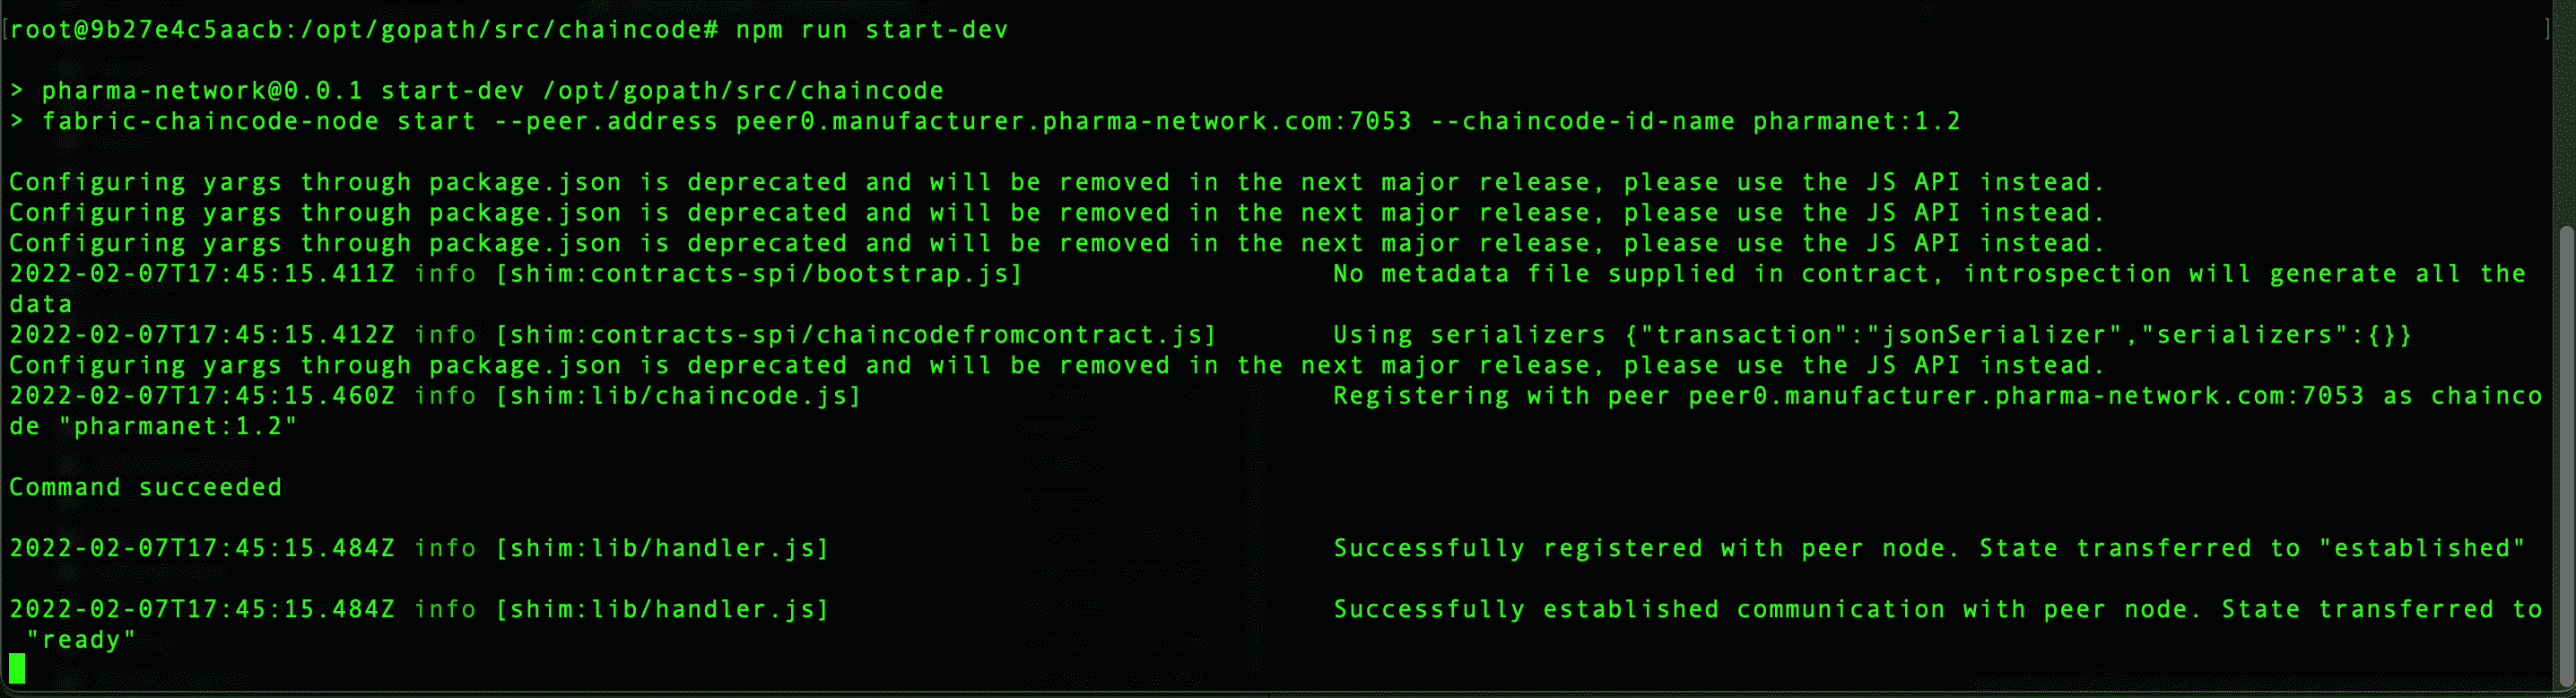 [root@9b27e4c5aacb:/opt/gopath/src/chaincode# npm run start-dev ]
> pharma-network@0.0.1 start-dev /opt/gopath/src/chaincode
> fabric-chaincode-node start --peer.address peer0.manufacturer.pharma-network.com:7053 --chaincode-id-name pharmanet:1.2
Configuring yargs through package.json is deprecated and will be removed in the next major release, please use the JS API instead.
Configuring yargs through package.json is deprecated and will be removed in the next major release, please use the JS API instead.
Configuring yargs through package.json is deprecated and will be removed in the next major release, please use the JS API instead.
2022-02-07T17:45:15.411Z info [shim:contracts-spi/bootstrap.js] No metadata file supplied in contract, introspection will generate all the
data
2022-02-07T17:45:15.412Z info [shim:contracts-spi/chaincodefromcontract.js] Using serializers {"transaction":"jsonSerializer","serializers":{}}
Configuring yargs through package.json is deprecated and will be removed in the next major release, please use the JS API instead.
2022-02-07T17:45:15.460Z info [shim:lib/chaincode.js] Registering with peer peer0.manufacturer.pharma-network.com:7053 as chainco
de "pharmanet:1.2"
Command succeeded
2022-02-07T17:45:15.484Z info [shim:lib/handler.js] Successfully registered with peer node. State transferred to "established"
2022-02-07T17:45:15.484Z info [shim:lib/handler.js] Successfully established communication with peer node. State transferred to
"ready"